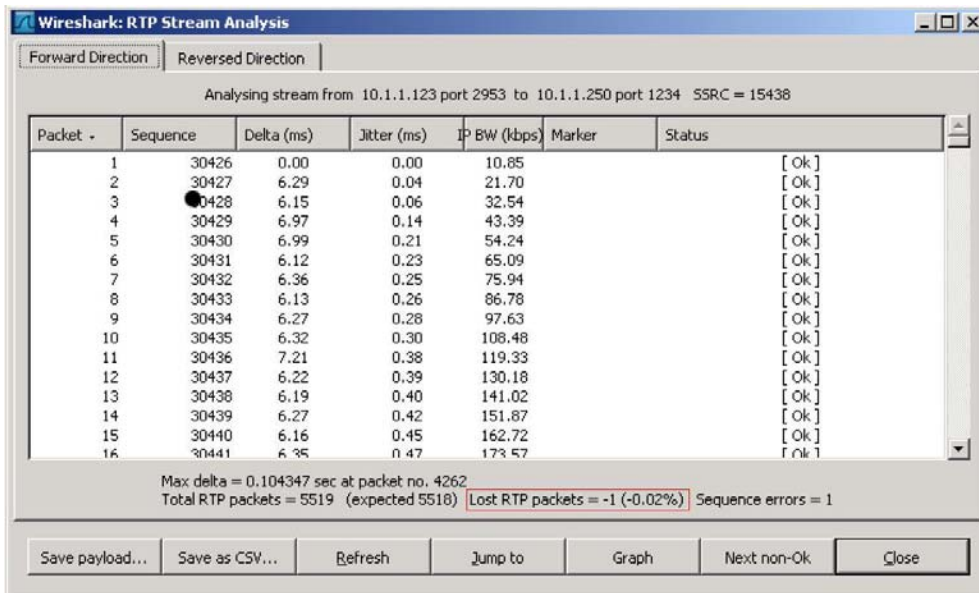 Wireshark: RTP Stream Analysis
Forward Direction Reversed Direction
Analysing stream from 10.1.1.123 port 2953 to 10.1.1.250 port 1234 SSRC = 15438
Packet Sequence Delta (ms) Jitter (ms) IP BW (kbps) Marker Status
1 30426 0.00 0.00 10.85 [ Ok ]
2 30427 6.29 0.04 21.70 [ Ok ]
3 0428 6.15 0.06 32.54 [ Ok ]
4 30429 6.97 0.14 43.39 [ Ok ]
5 30430 6.99 0.21 54.24 [ Ok ]
6 30431 6.12 0.23 65.09 [ Ok ]
7 30432 6.36 0.25 75.94 [ Ok ]
8 30433 6.13 0.26 86.78 [ Ok ]
9 30434 6.27 0.28 97.63 [ Ok ]
10 30435 6.32 0.30 108.48 [ Ok ]
11 30436 7.21 0.38 119.33 [ Ok ]
12 30437 6.22 0.39 130.18 [ Ok ]
13 30438 6.19 0.40 141.02 [ Ok ]
14 30439 6.27 0.42 151.87 [ Ok ]
15 30440 6.16 0.45 162.72 [ Ok ]
16 30441 6.35 0.47 173.57 [ Ok ]
Max delta = 0.104347 sec at packet no. 4262
Total RTP packets = 5519 (expected 5518) Lost RTP packets = -1 (-0.02%) Sequence errors = 1
Save payload... Save as CSV... Refresh Jump to Graph Next non-Ok Close